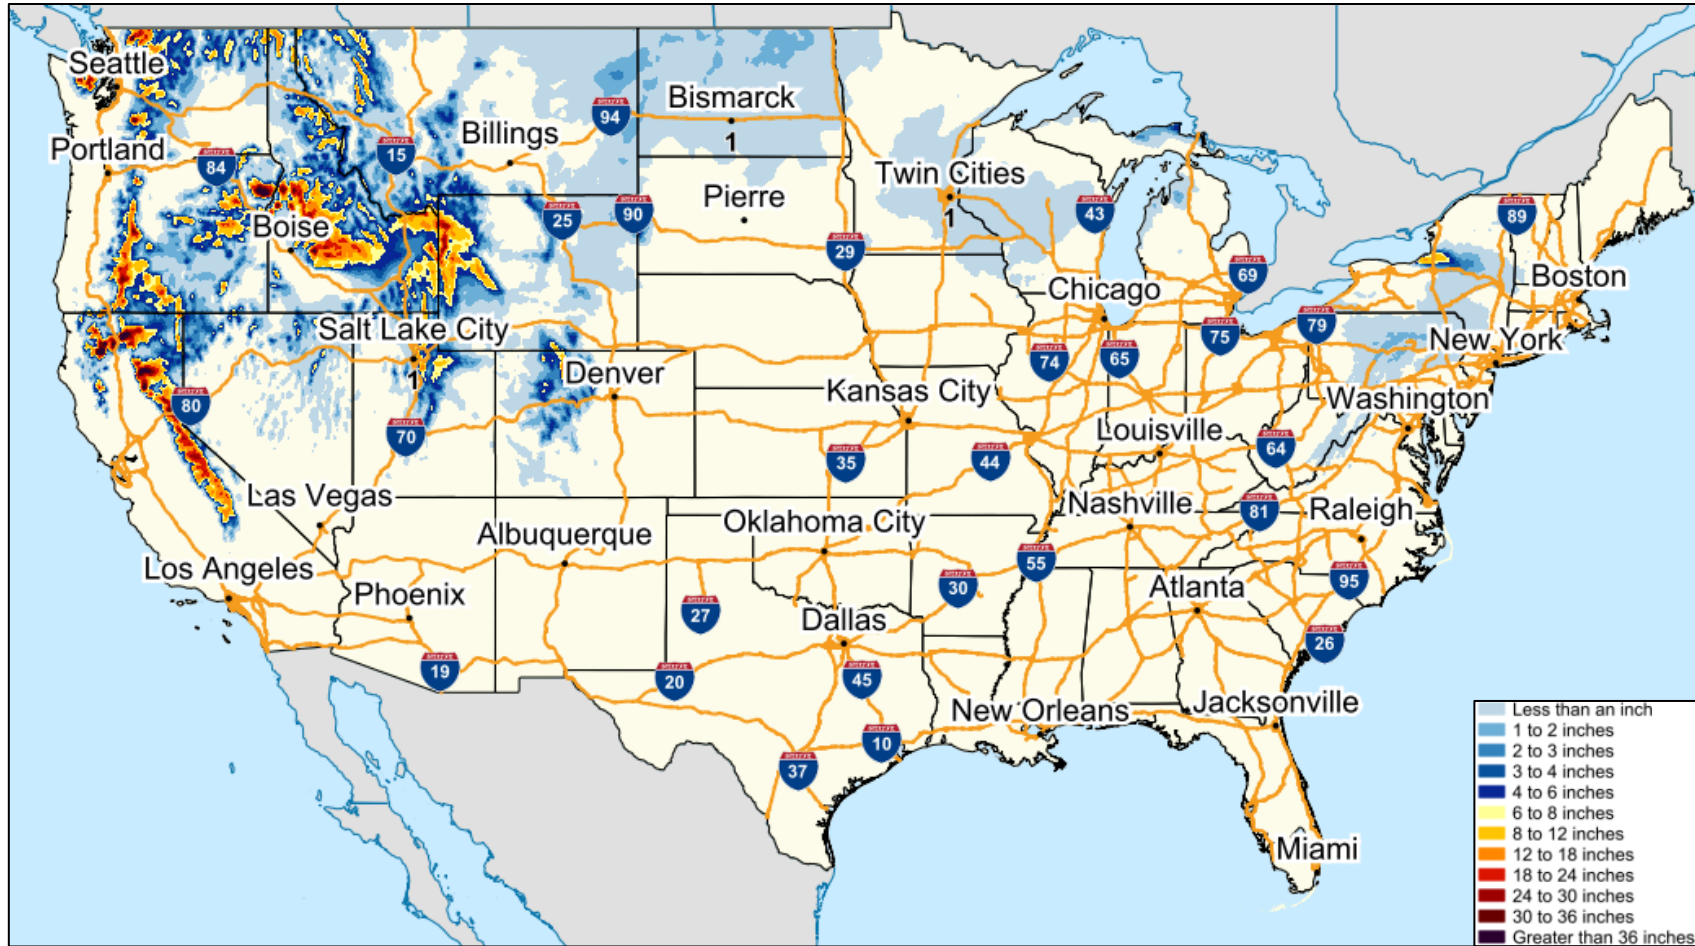 Seattle
Bismarck
94
Billings
1
Portland
15
84
Twin Cities
Pierre
25
90
43
89
1
Boise
29
69
Boston
Chicago
Salt Lake City
79
75
New York
74
65
Denver
1
Kansas City
80
Washington
70
Louisville
64
35
44
Las Vegas
Nashville
81
Raleigh
Oklahoma City
Albuquerque
55
Los Angeles
95
30
Atlanta
Phoenix
27
Dallas
26
19
20
45
Jacksonville
New Orleans
10
37
Miami
Less than an inch
1 to 2 inches
2 to 3 inches
3 to 4 inches
4 to 6 inches
6 to 8 inches
8 to 12 inches
12 to 18 inches
18 to 24 inches
24 to 30 inches
30 to 36 inches
Greater than 36 inches